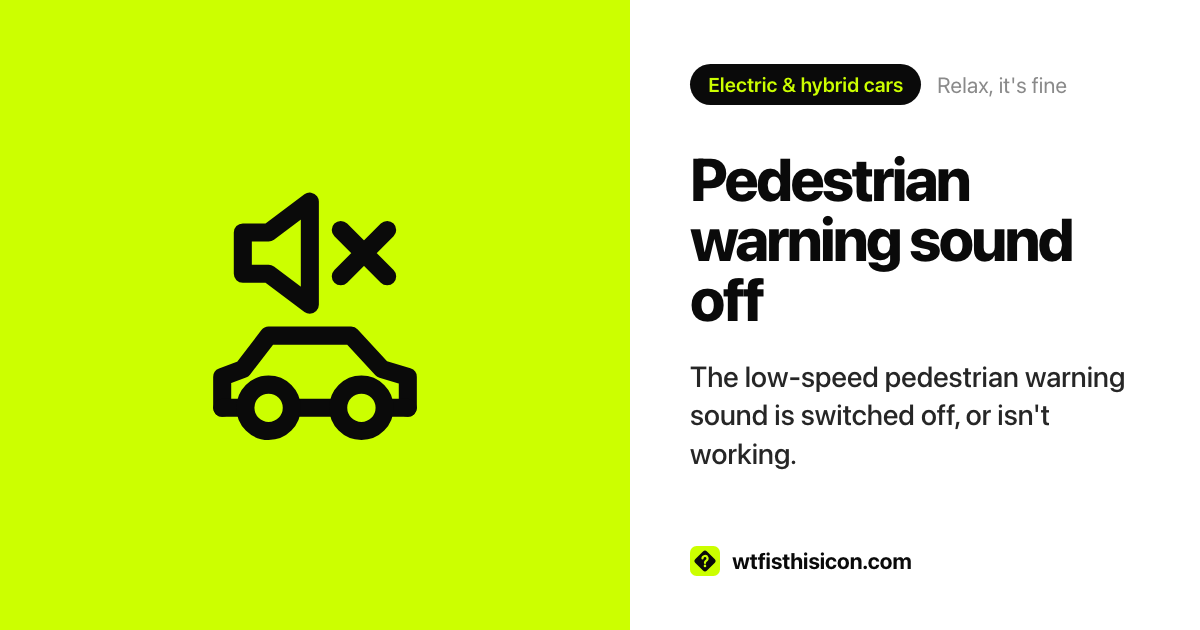 Electric & hybrid cars
Relax, it's fine
Pedestrian
warning sound
off
The low-speed pedestrian warning
sound is switched off, or isn't
working.
?
wtfisthisicon.com